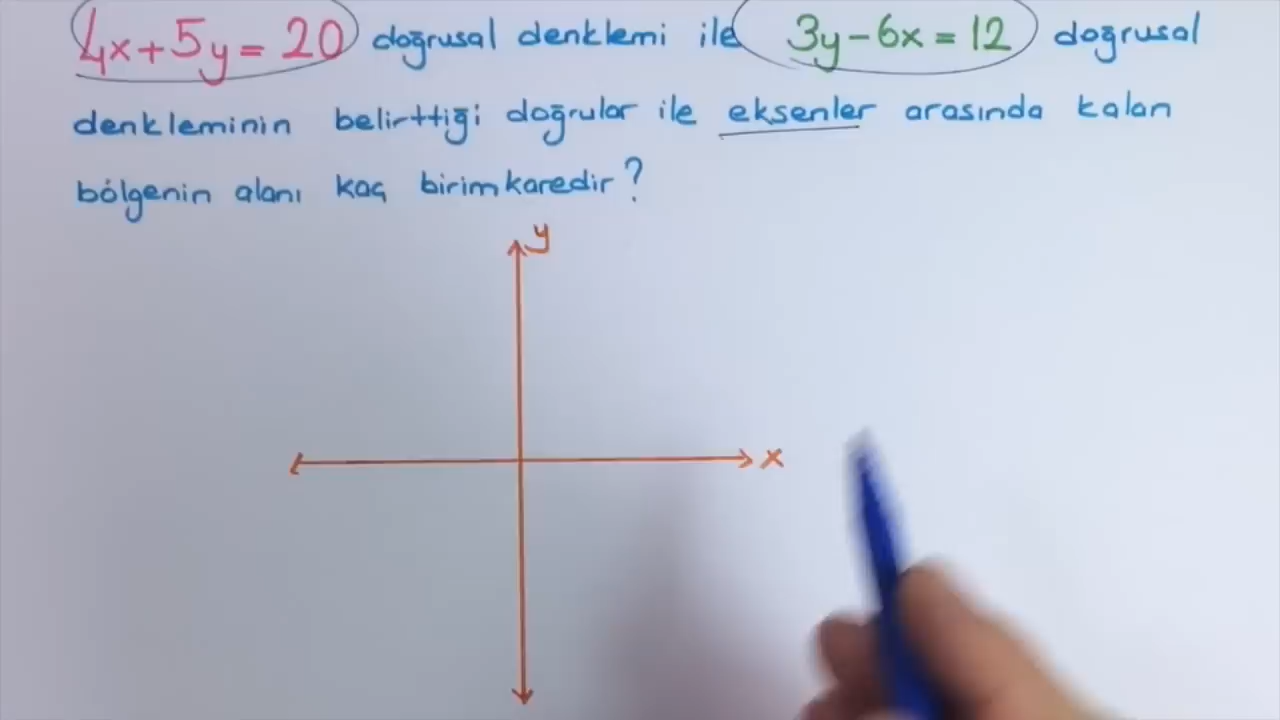 4x+5y=20 doğrusal denklemi ile 3y-6x=12 doğrusal
denkleminin belirttiği doğrular ile eksenler arasında kalan
bölgenin alanı kaç birimkaredir?
y
x